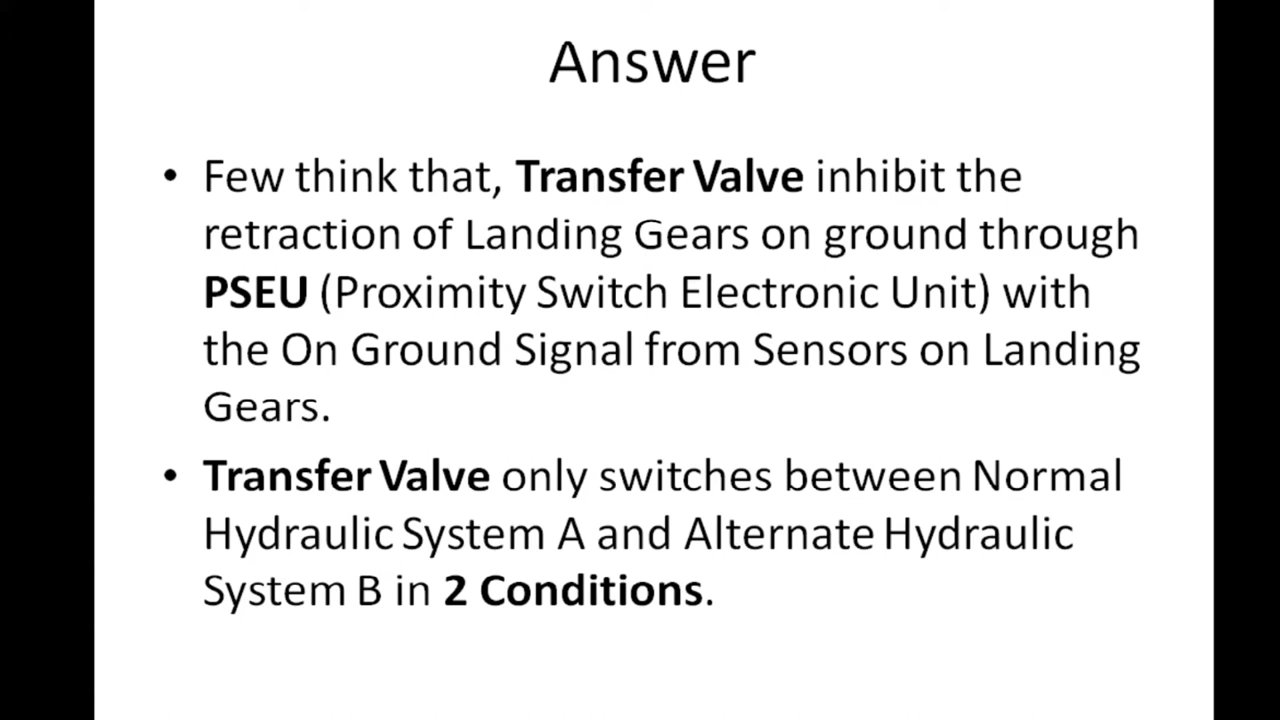 Answer
• Few think that, Transfer Valve inhibit the
retraction of Landing Gears on ground through
PSEU (Proximity Switch Electronic Unit) with
the On Ground Signal from Sensors on Landing
Gears.
• Transfer Valve only switches between Normal
Hydraulic System A and Alternate Hydraulic
System B in 2 Conditions.